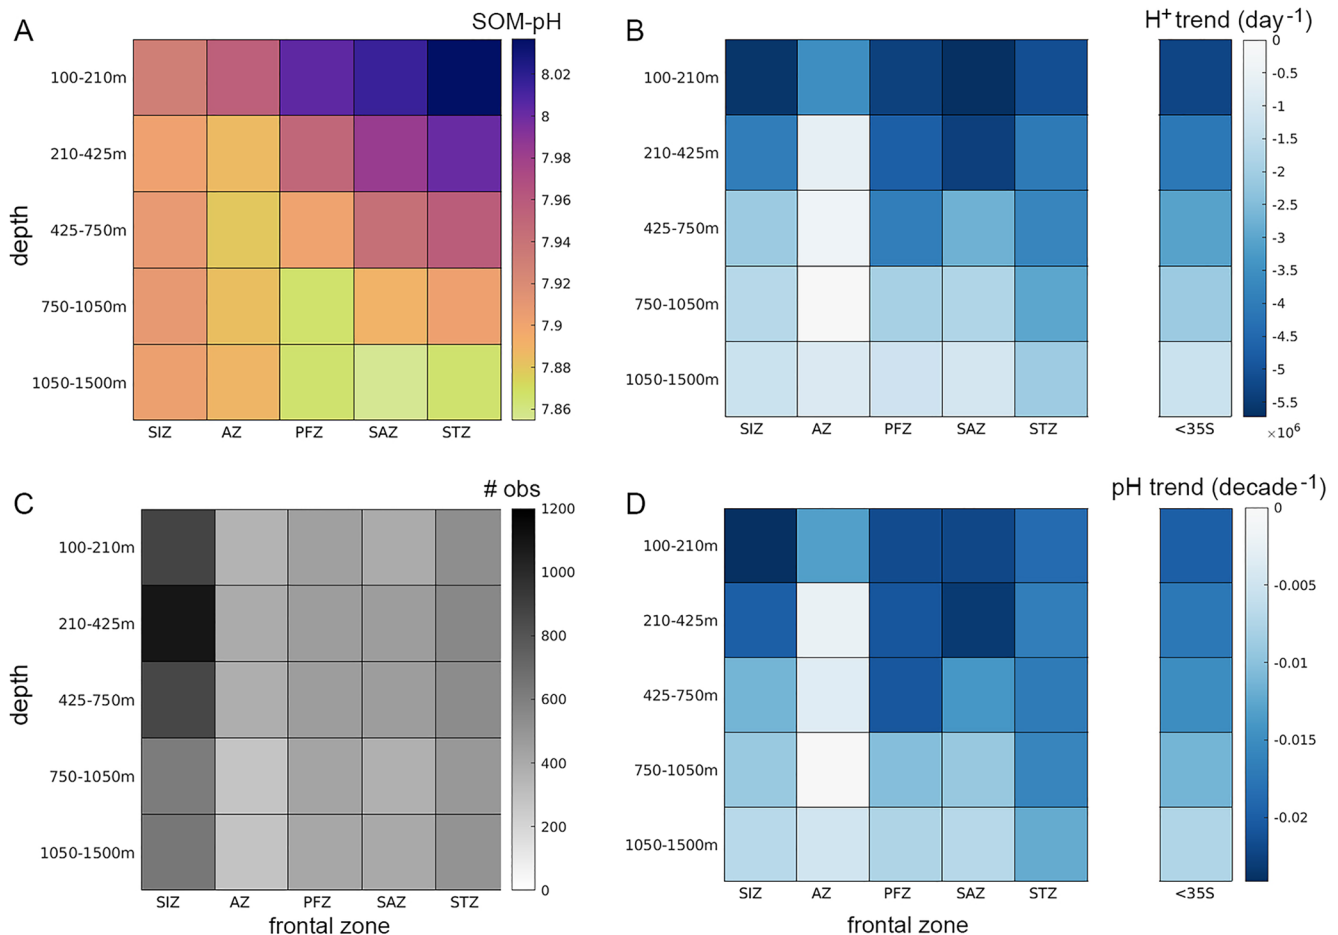 A
SOM-pH
100-210m
210-425m
425-750m
750-1050m
1050-1500m
depth
SIZ AZ PFZ SAZ STZ
8.02
8
7.98
7.96
7.94
7.92
7.9
7.88
7.86
B
H+ trend (day-1)
100-210m
210-425m
425-750m
750-1050m
1050-1500m
SIZ AZ PFZ SAZ STZ
<35S
0
-0.5
-1
-1.5
-2
-2.5
-3
-3.5
-4
-4.5
-5
-5.5
×10⁶
C
# obs
100-210m
210-425m
425-750m
750-1050m
1050-1500m
depth
SIZ AZ PFZ SAZ STZ
frontal zone
1200
1000
800
600
400
200
0
D
pH trend (decade-1)
100-210m
210-425m
425-750m
750-1050m
1050-1500m
SIZ AZ PFZ SAZ STZ
frontal zone
<35S
0
-0.005
-0.01
-0.015
-0.02